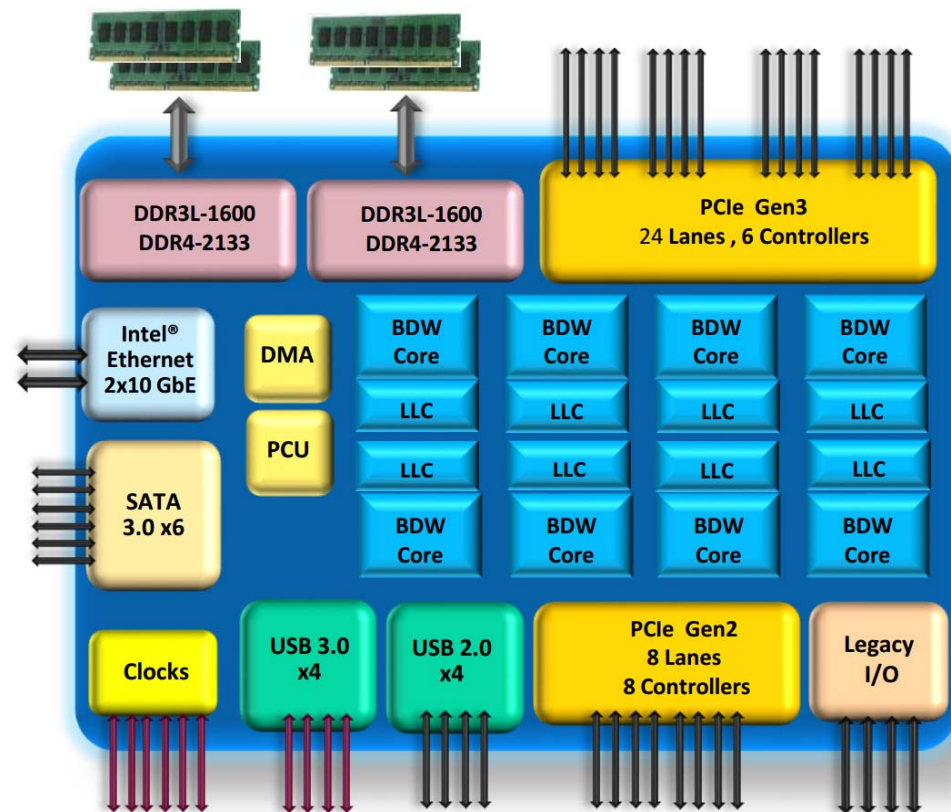 DDR3L-1600
DDR4-2133
DDR3L-1600
DDR4-2133
PCIe Gen3
24 Lanes , 6 Controllers
Intel®
Ethernet
2x10 GbE
DMA
PCU
BDW
Core
BDW
Core
BDW
Core
BDW
Core
LLC
LLC
LLC
LLC
LLC
LLC
LLC
LLC
BDW
Core
BDW
Core
BDW
Core
BDW
Core
SATA
3.0 x6
Clocks
USB 3.0
x4
USB 2.0
x4
PCIe Gen2
8 Lanes
8 Controllers
Legacy
I/O